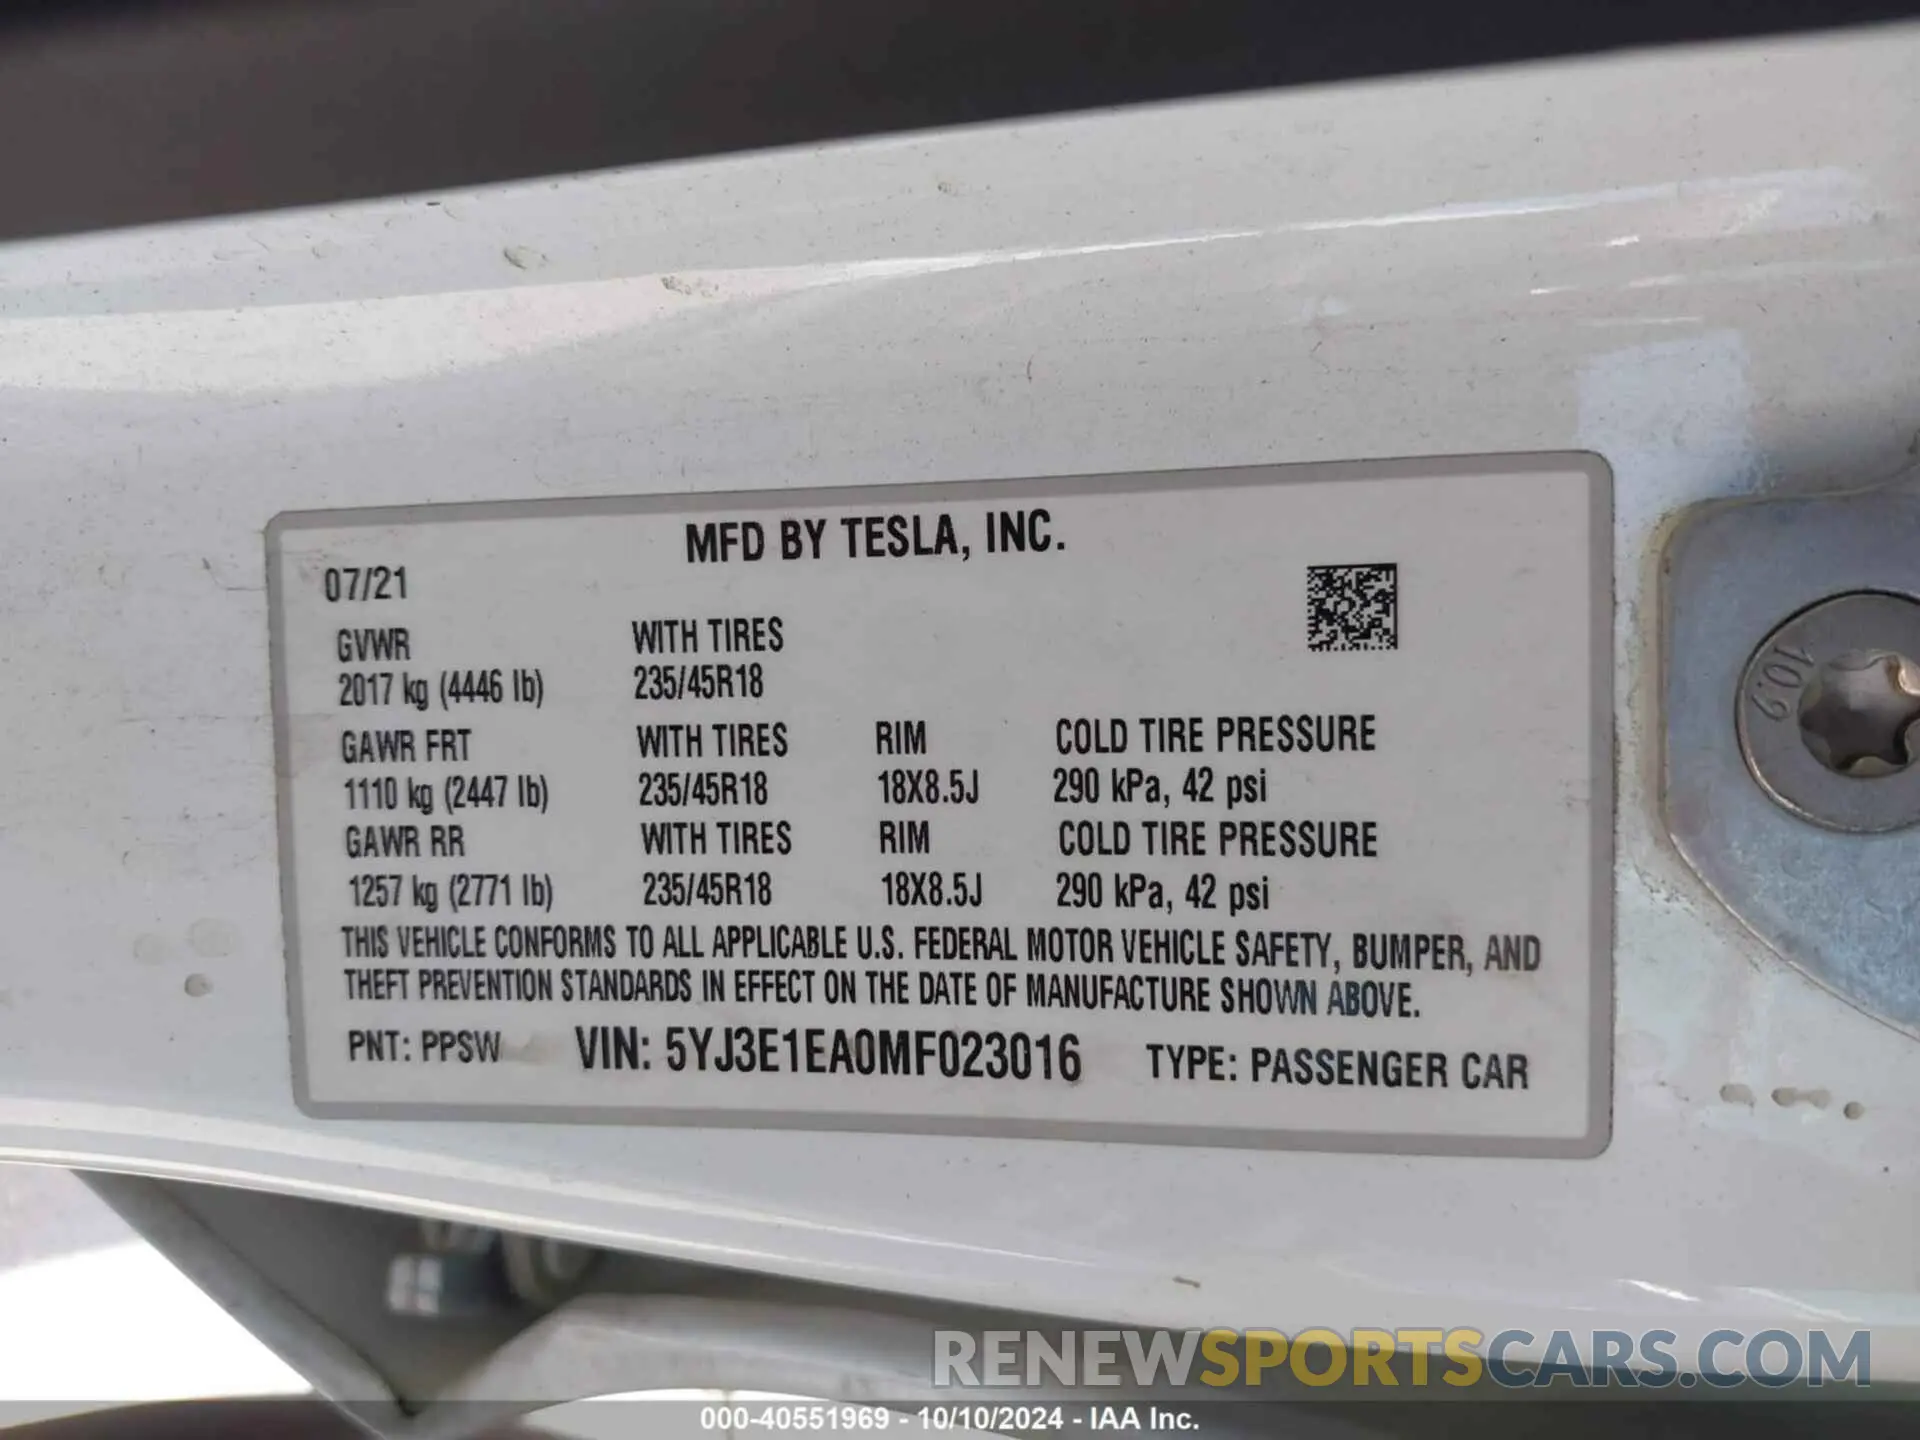 MFD BY TESLA, INC.
07/21
GVWR WITH TIRES
2017 kg (4446 lb) 235/45R18
GAWR FRT WITH TIRES RIM COLD TIRE PRESSURE
1110 kg (2447 lb) 235/45R18 18X8.5J 290 kPa, 42 psi
GAWR RR WITH TIRES RIM COLD TIRE PRESSURE
1257 kg (2771 lb) 235/45R18 18X8.5J 290 kPa, 42 psi
THIS VEHICLE CONFORMS TO ALL APPLICABLE U.S. FEDERAL MOTOR VEHICLE SAFETY, BUMPER, AND
THEFT PREVENTION STANDARDS IN EFFECT ON THE DATE OF MANUFACTURE SHOWN ABOVE.
PNT: PPSW VIN: 5YJ3E1EA0MF023016 TYPE: PASSENGER CAR
10.9
RENEWSPORTSCARS.COM
000-40551969 - 10/10/2024 - IAA Inc.